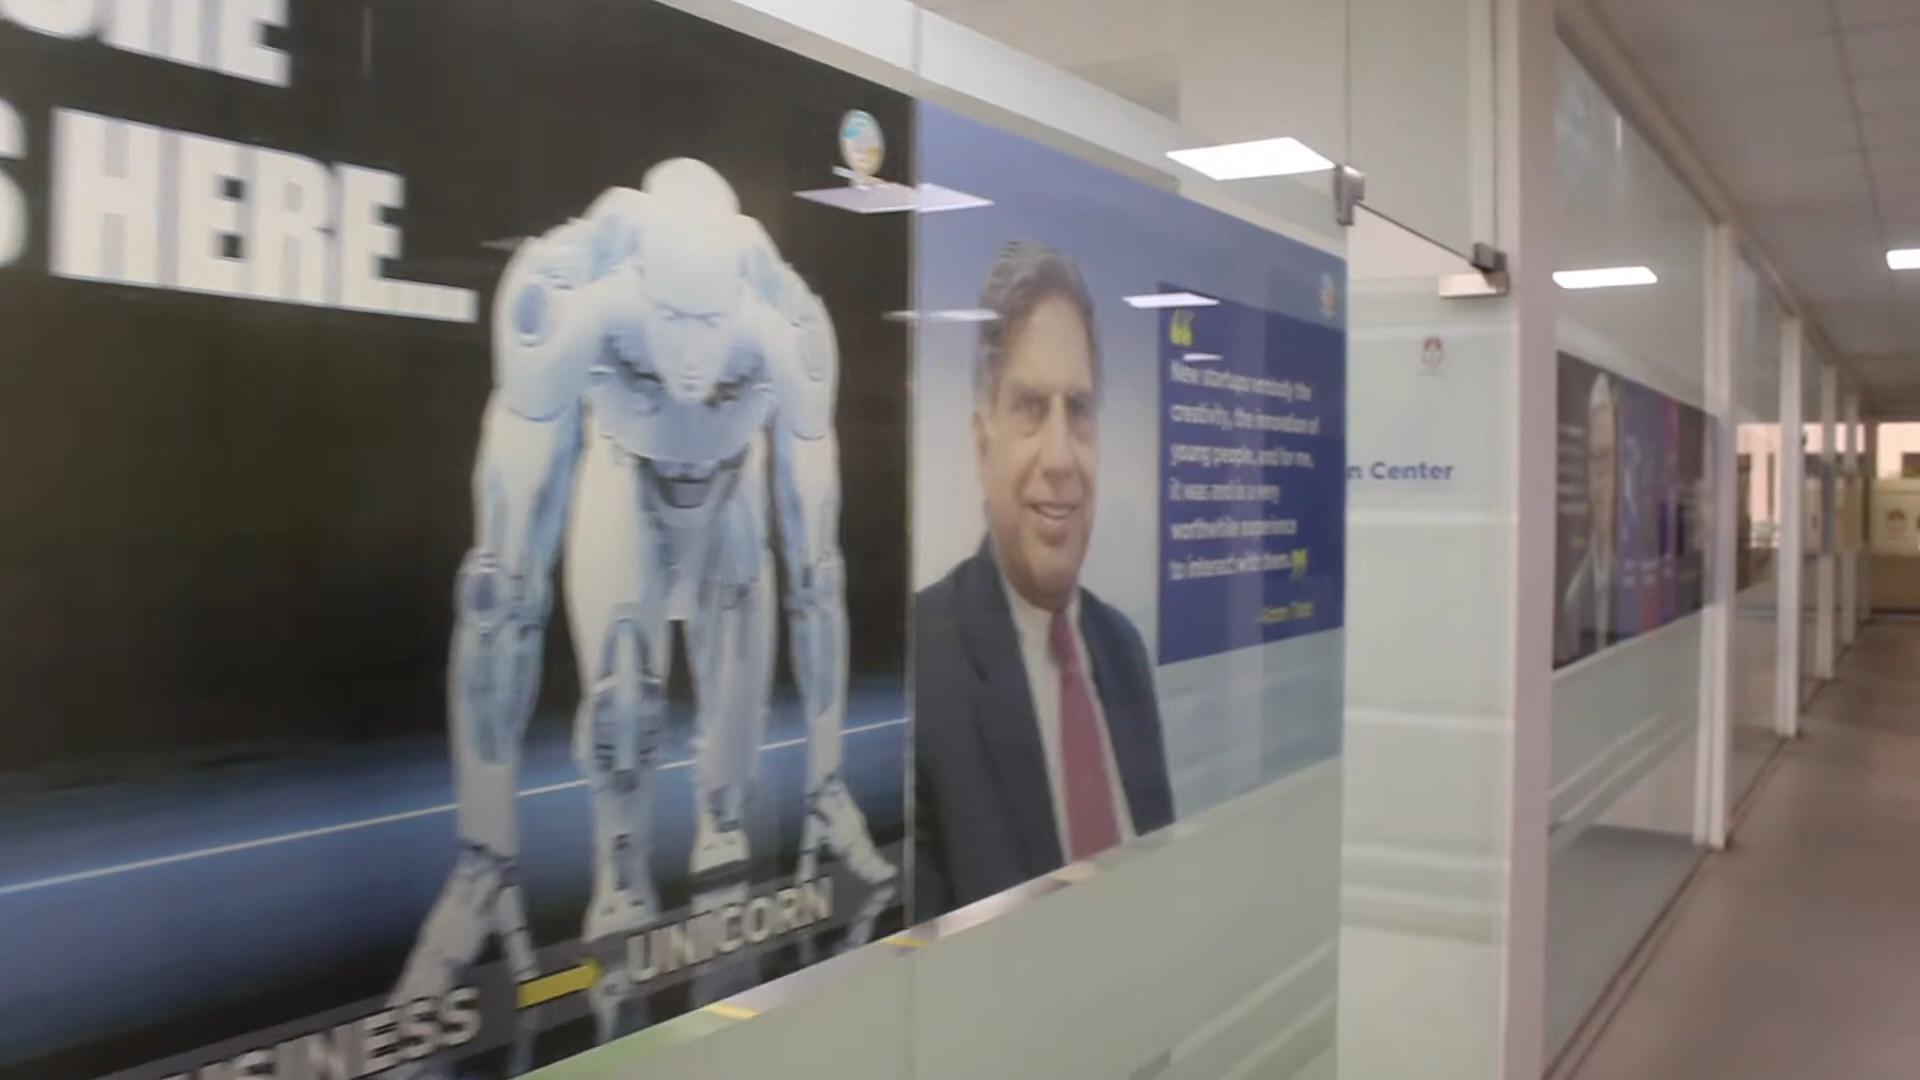 HERE...
BUSINESS
UNICORN
“
New startups embody the
creativity, the innovation of
young people, and for me,
it was and is a very
worthwhile experience
to interact with them.”
n Center